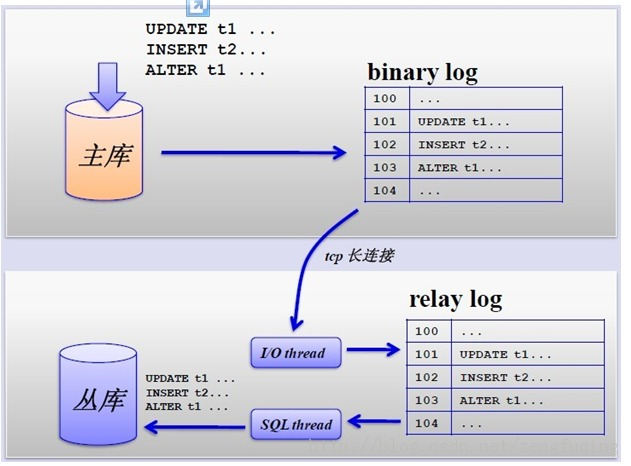 UPDATE t1 ...
INSERT t2...
ALTER t1 ...
主库
binary log
100 ...
101 UPDATE t1...
102 INSERT t2...
103 ALTER t1...
104 ...
tcp 长连接
relay log
100 ...
101 UPDATE t1...
102 INSERT t2...
103 ALTER t1...
104 ...
I/O thread
SQL thread
UPDATE t1 ...
INSERT t2...
ALTER t1 ...
丛库